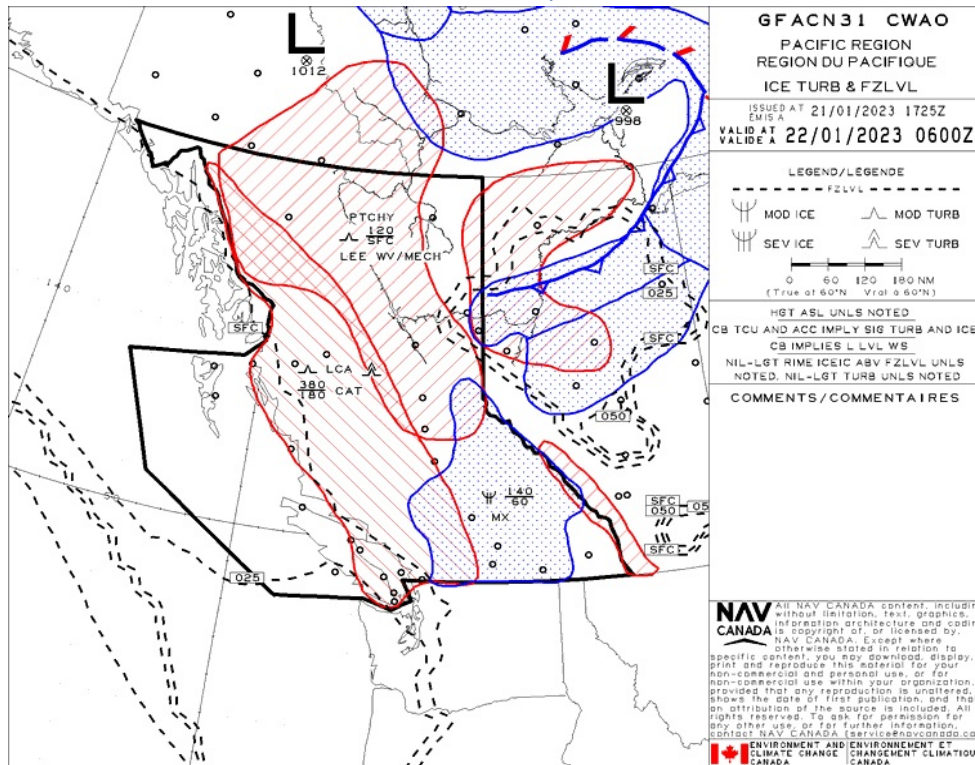 GFACN31 CWAO
PACIFIC REGION
REGION DU PACIFIQUE
ICE TURB & FZLVL
ISSUED AT
EMIS A
21/01/2023 1725Z
VALID AT
VALIDE A
22/01/2023 0600Z
LEGEND/LEGENDE
FZLVL
MOD ICE
MOD TURB
SEV ICE
SEV TURB
0 60 120 180 NM
(True at 60°N Vrai à 60°N)
HGT ASL UNLS NOTED
CB TCU AND ACC IMPLY SIG TURB AND ICE
CB IMPLIES L LVL WS
NIL-LGT RIME ICEIC ABV FZLVL UNLS
NOTED. NIL-LGT TURB UNLS NOTED
COMMENTS/COMMENTAIRES
L
1012
L
998
PTCHY
120
SFC
LEE WV/MECH
SFC
025
140
SFC
SFC
LCA
380
180 CAT
050
140
60
MX
SFC
050
05
SFC
025
NAV
CANADA
All NAV CANADA content, includin
without limitation, text, graphics,
information architecture and codin
is copyright of, or licensed by,
NAV CANADA. Except where
otherwise stated in relation to
specific content, you may download, display,
print and reproduce this material for your
non-commercial and personal use, or for
non-commercial use within your organization,
provided that any reproduction is unaltered,
shows the date of first publication, and tha
an attribution of the source is included. All
rights reserved. To ask for permission for
any other use, or for further information,
contact NAV CANADA (service@navcanada.ca
ENVIRONMENT AND
CLIMATE CHANGE
CANADA
ENVIRONNEMENT ET
CHANGEMENT CLIMATIQU
CANADA